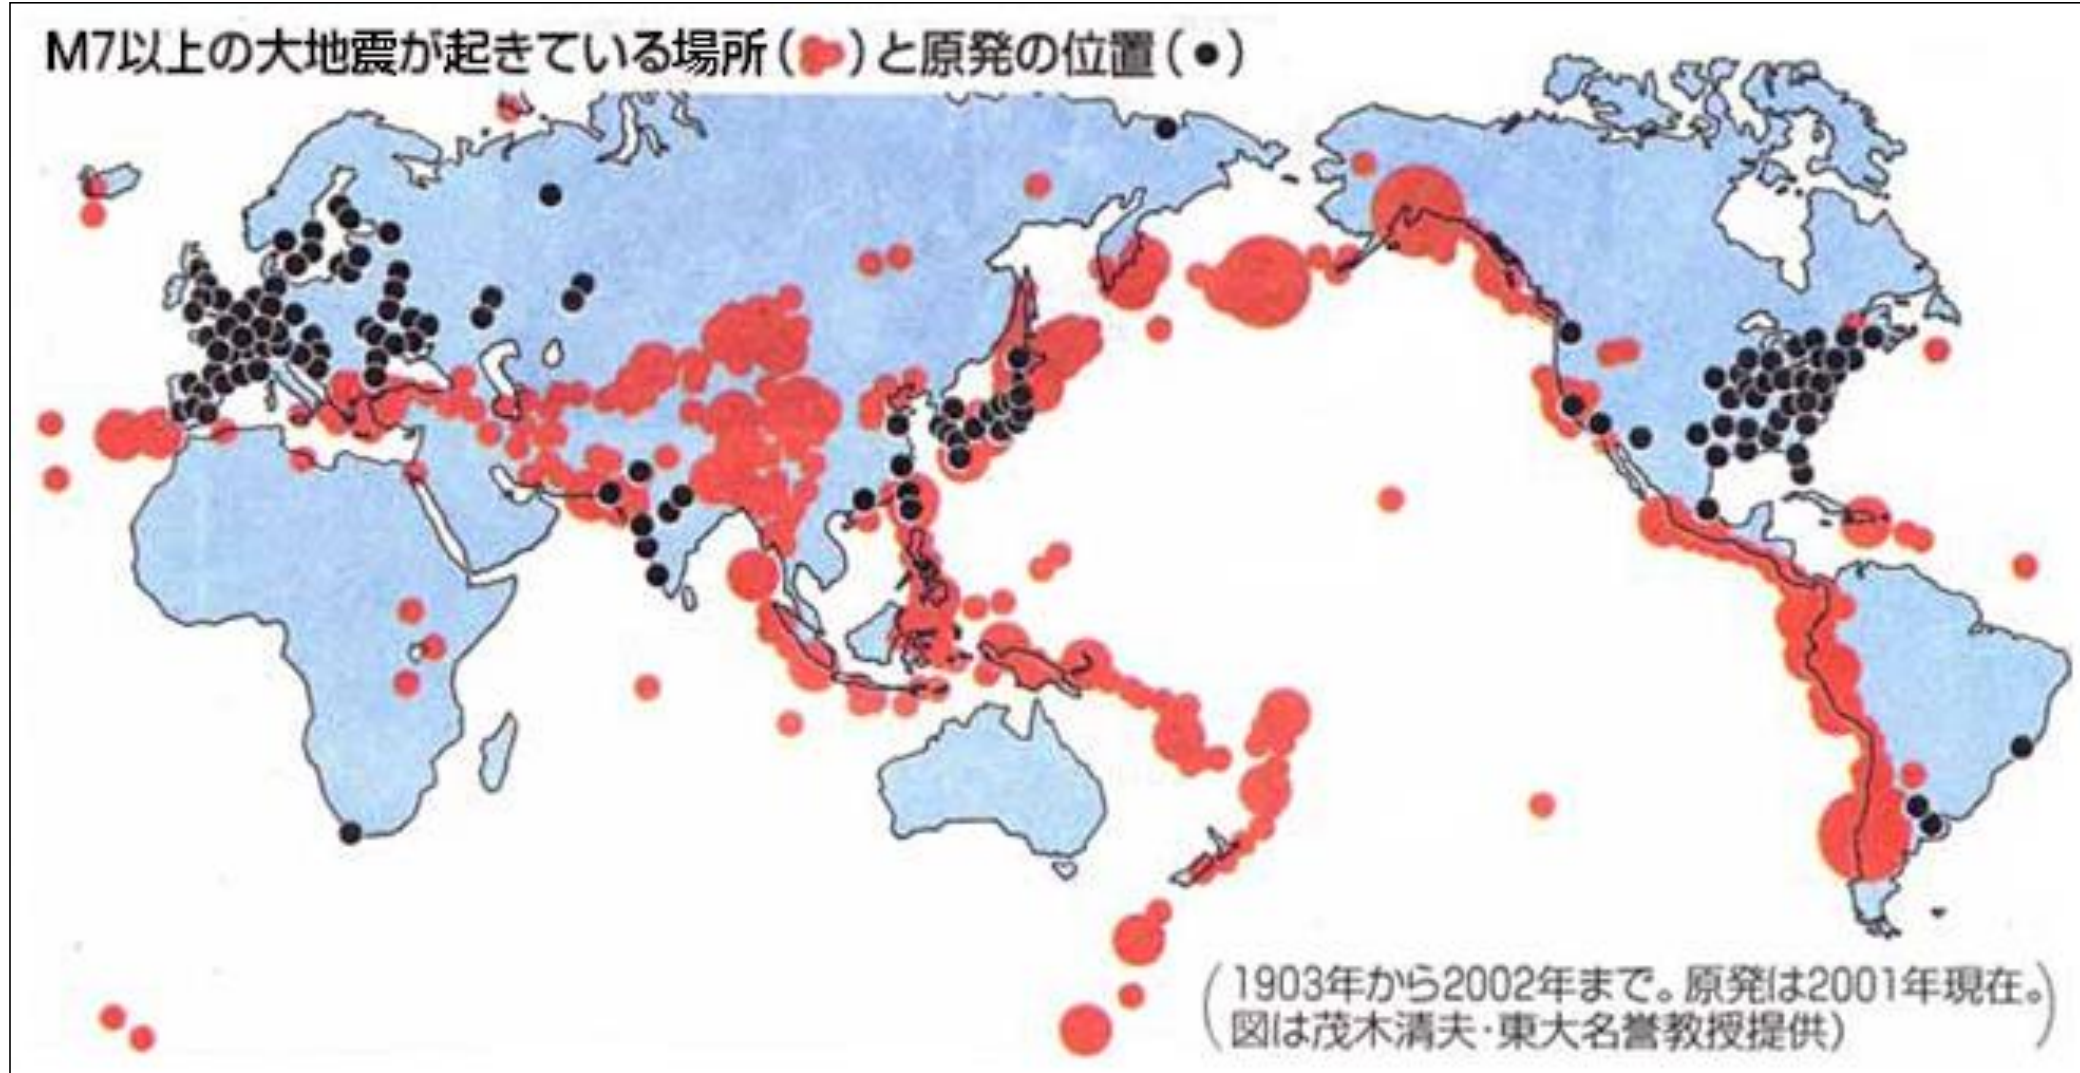 M7以上の大地震が起きている場所()と原発の位置(●)
(1903年から2002年まで。原発は2001年現在。
図は茂木清夫・東大名誉教授提供)